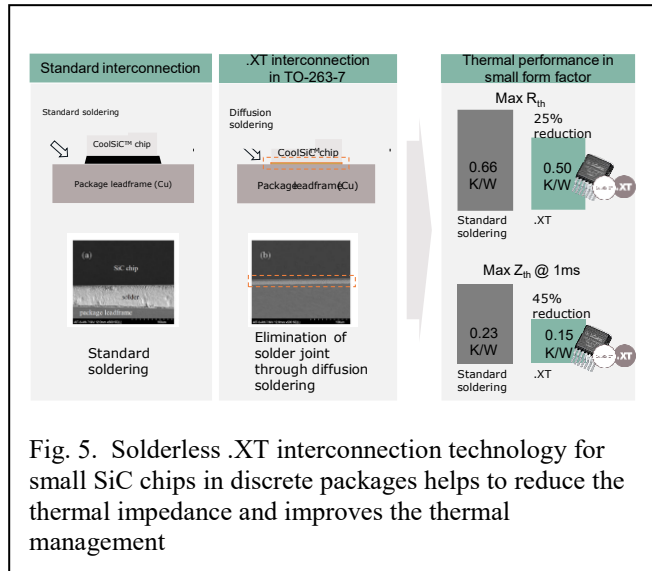 Standard interconnection
Standard soldering
CoolSiC™ chip
Package leadframe (Cu)
(a)
SiC chip
solder
package leadframe
Standard
soldering
.XT interconnection
in TO-263-7
Diffusion
soldering
CoolSiC™ chip
Package leadframe (Cu)
(b)
Elimination of
solder joint
through diffusion
soldering
Thermal performance in
small form factor
Max Rth
25%
reduction
0.66
K/W
0.50
K/W
.XT
Standard
soldering
.XT
Max Zth @ 1ms
45%
reduction
0.23
K/W
0.15
K/W
.XT
Standard
soldering
.XT
Fig. 5. Solderless .XT interconnection technology for
small SiC chips in discrete packages helps to reduce the
thermal impedance and improves the thermal
management